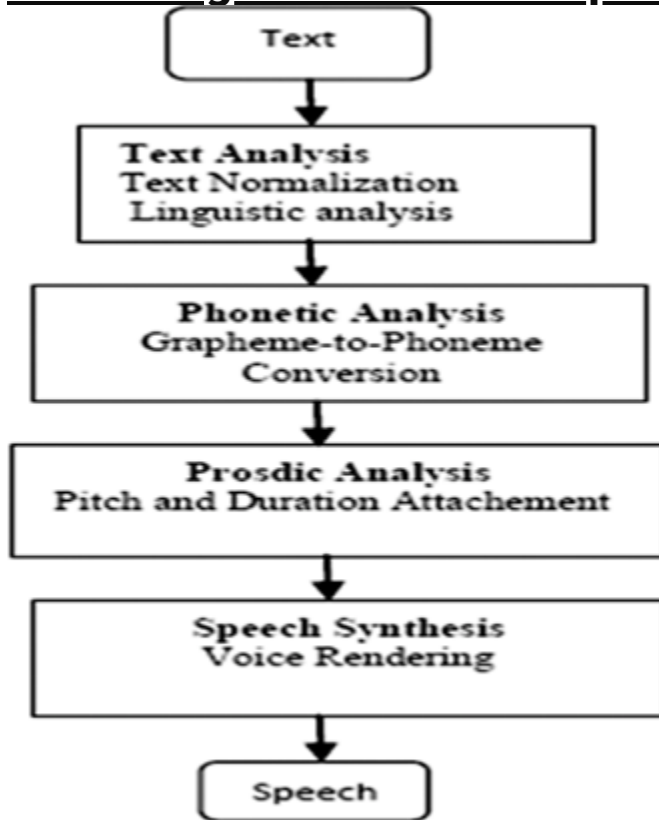 Text
Text Analysis
Text Normalization
Linguistic analysis
Phonetic Analysis
Grapheme-to-Phoneme
Conversion
Prosdic Analysis
Pitch and Duration Attachement
Speech Synthesis
Voice Rendering
Speech